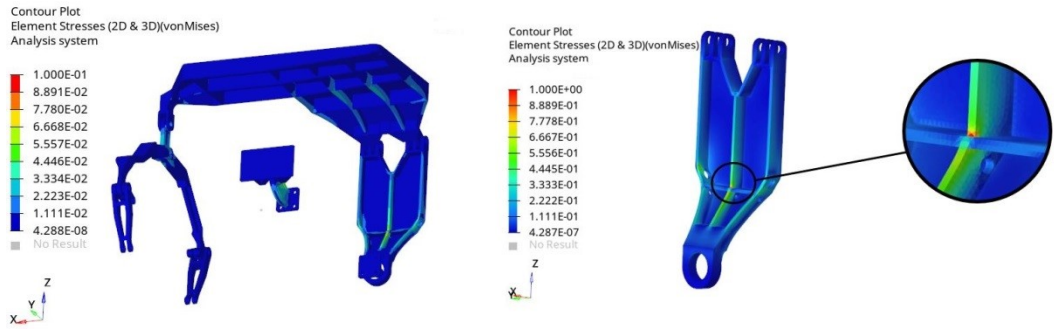 Contour Plot
Element Stresses (2D & 3D)(vonMises)
Analysis system
1.000E-01
8.891E-02
7.780E-02
6.668E-02
5.557E-02
4.446E-02
3.334E-02
2.223E-02
1.111E-02
4.288E-08
No Result
Z
Y
X
Contour Plot
Element Stresses (2D & 3D)(vonMises)
Analysis system
1.000E+00
8.889E-01
7.778E-01
6.667E-01
5.556E-01
4.445E-01
3.333E-01
2.222E-01
1.111E-01
4.287E-07
No Result
Z
X
Y